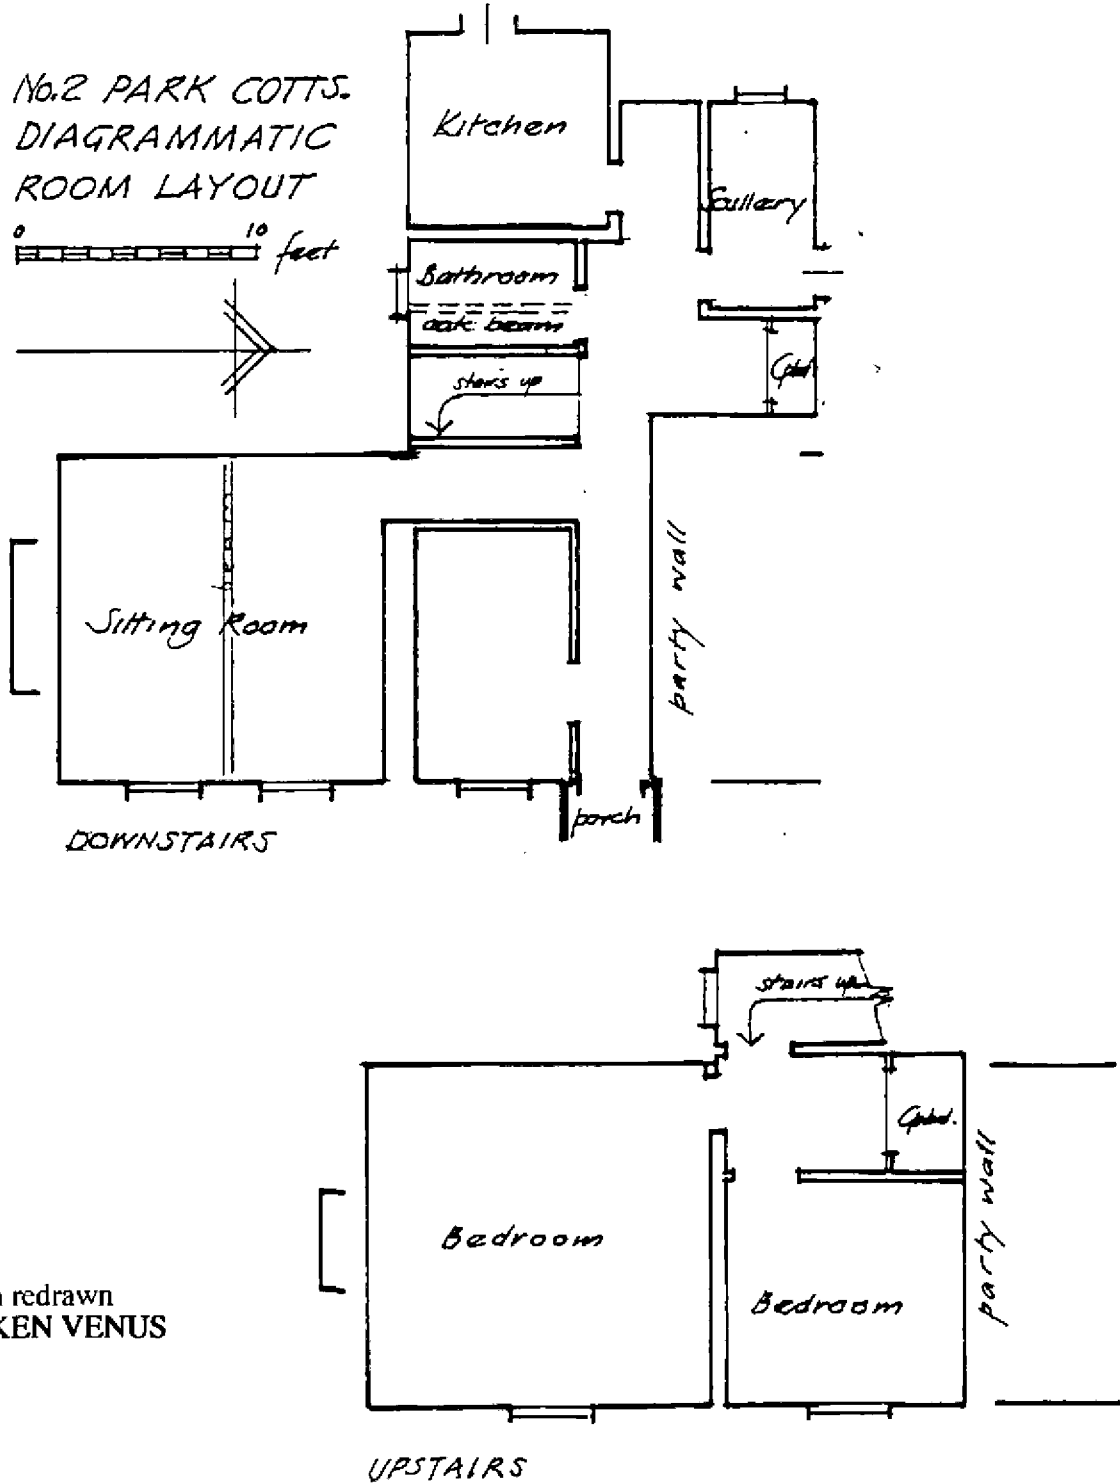 No.2 PARK COTTS.
DIAGRAMMATIC
ROOM LAYOUT
0 10 feet
Kitchen
Scullery
Bathroom
oak beam
stairs up
Cpbd.
Sitting Room
party wall
porch
DOWNSTAIRS
stairs up
Cpbd.
party wall
Bedroom
Bedroom
redrawn
KEN VENUS
UPSTAIRS